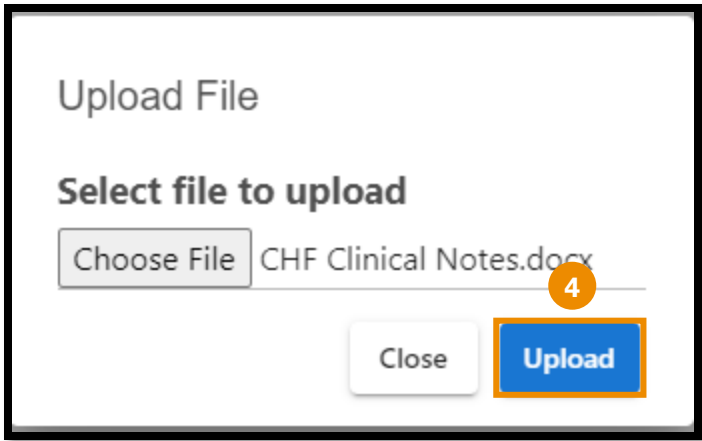 Upload File
Select file to upload
Choose File CHF Clinical Notes.docx
4
Close Upload